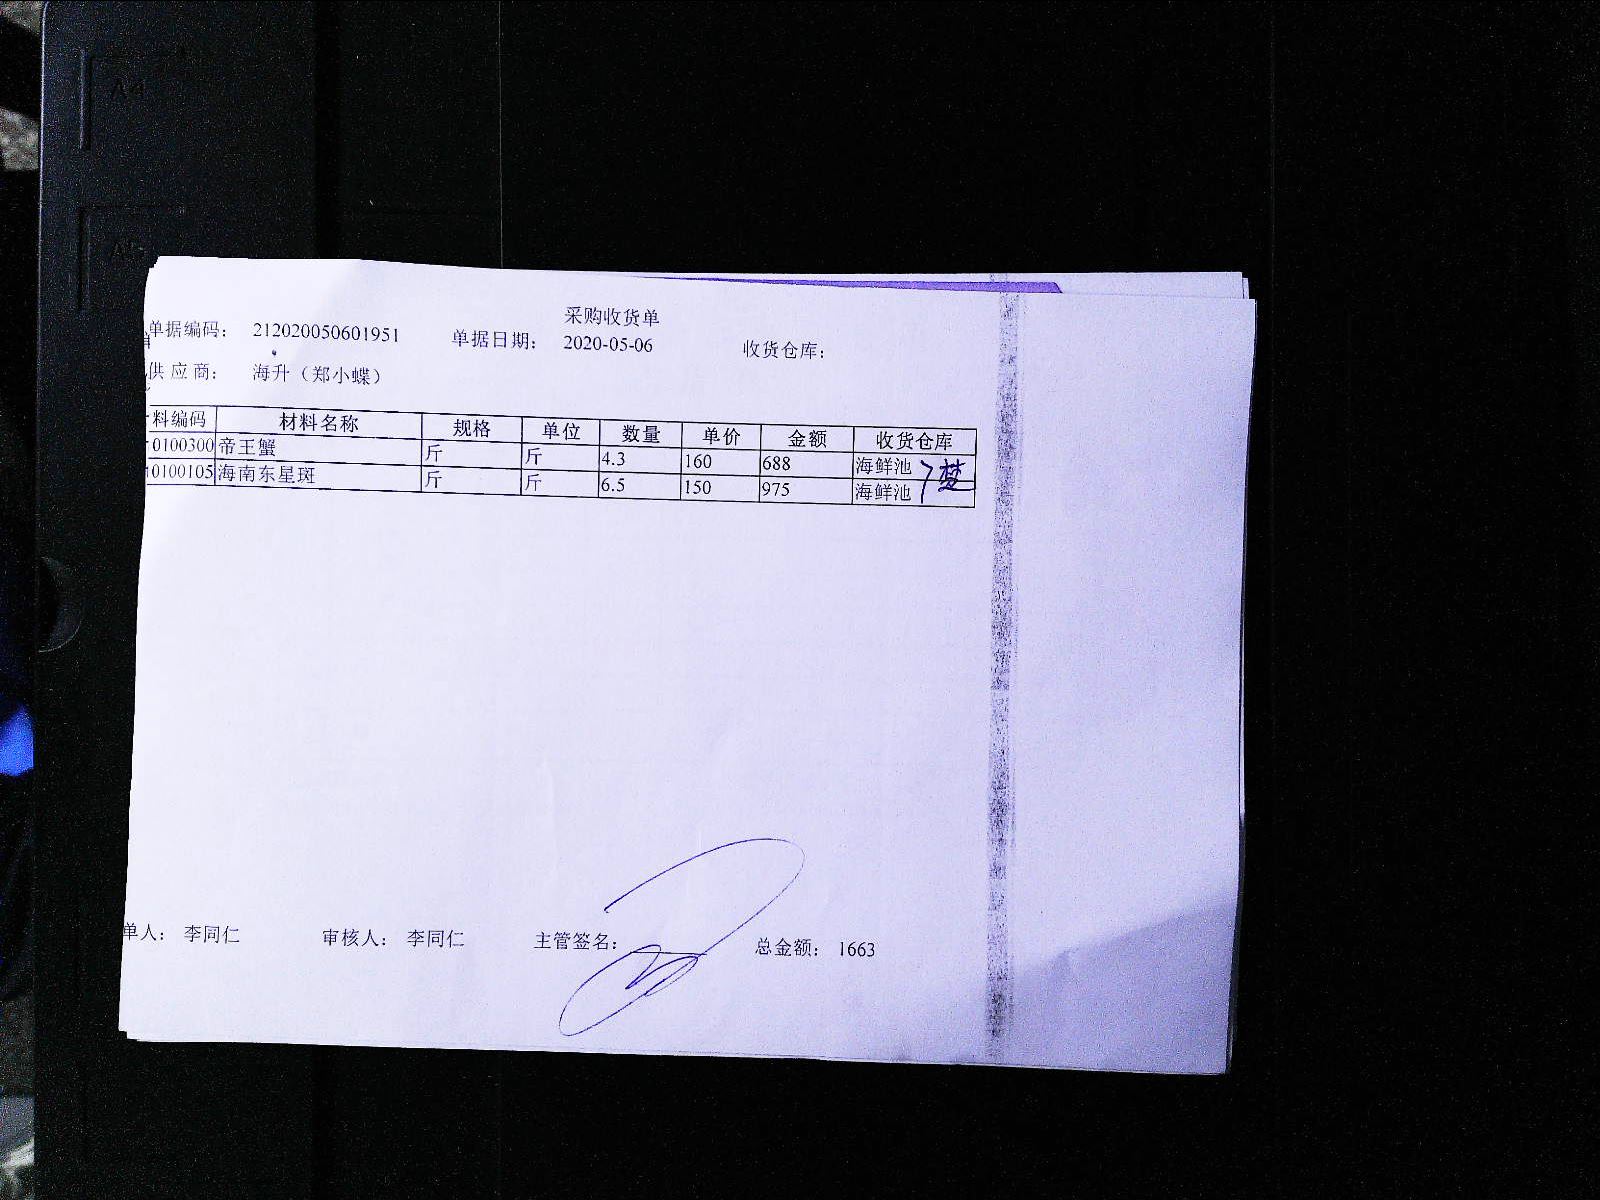 采购收货单
单据编码： 212020050601951 单据日期： 2020-05-06 收货仓库：
供 应 商： 海升（郑小蝶）
料编码 材料名称 规格 单位 数量 单价 金额 收货仓库
0100300 帝王蟹 斤 斤 4.3 160 688 海鲜池
0100105 海南东星斑 斤 斤 6.5 150 975 海鲜池
单人： 李同仁 审核人： 李同仁 主管签名： 总金额： 1663